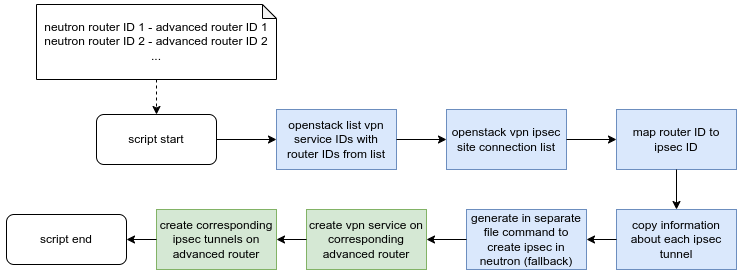 neutron router ID 1 - advanced router ID 1
neutron router ID 2 - advanced router ID 2
...
script start
openstack list vpn
service IDs with
router IDs from list
openstack vpn ipsec
site connection list
map router ID to
ipsec ID
copy information
about each ipsec
tunnel
generate in separate
file command to
create ipsec in
neutron (fallback)
create vpn service on
corresponding
advanced router
create corresponding
ipsec tunnels on
advanced router
script end